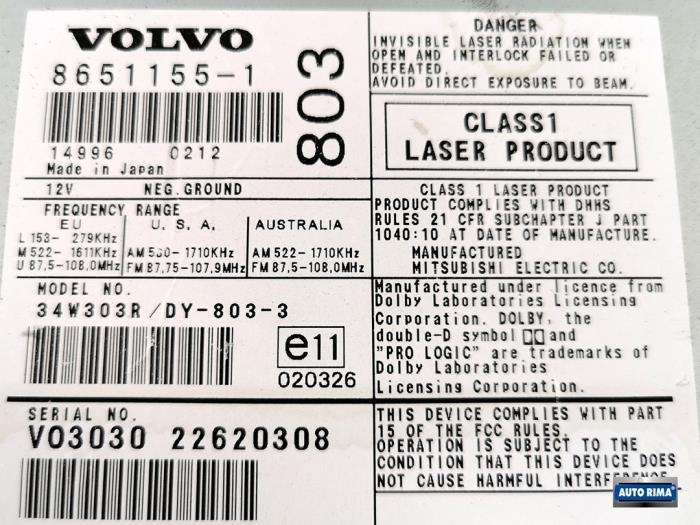 VOLVO
8651155-1
803
14996 0212
Made in Japan
12V NEG. GROUND
FREQUENCY RANGE
EU U. S. A. AUSTRALIA
L 153- 279KHz
M 522- 1611KHz AM 530-1710KHz AM 522-1710KHz
U 87,5-108,0MHz FM 87,75-107,9MHz FM 87,5-108,0MHz
MODEL NO.
34W303R/DY-803-3
e11
020326
SERIAL NO.
V03030 22620308
DANGER
INVISIBLE LASER RADIATION WHEN
OPEN AND INTERLOCK FAILED OR
DEFEATED.
AVOID DIRECT EXPOSURE TO BEAM.
CLASS1
LASER PRODUCT
CLASS 1 LASER PRODUCT
PRODUCT COMPLIES WITH DHHS
RULES 21 CFR SUBCHAPTER J PART
1040:10 AT DATE OF MANUFACTURE.
MANUFACTURED
MITSUBISHI ELECTRIC CO.
Manufactured under licence from
Dolby Laboratories Licensing
Corporation. DOLBY, the
double-D symbol and
"PRO LOGIC" are trademarks of
Dolby Laboratories
Licensing Corporation.
THIS DEVICE COMPLIES WITH PART
15 OF THE FCC RULES.
OPERATION IS SUBJECT TO THE
CONDITION THAT THIS DEVICE DOES
NOT CAUSE HARMFUL INTERFERENCE.
AUTO RIMA